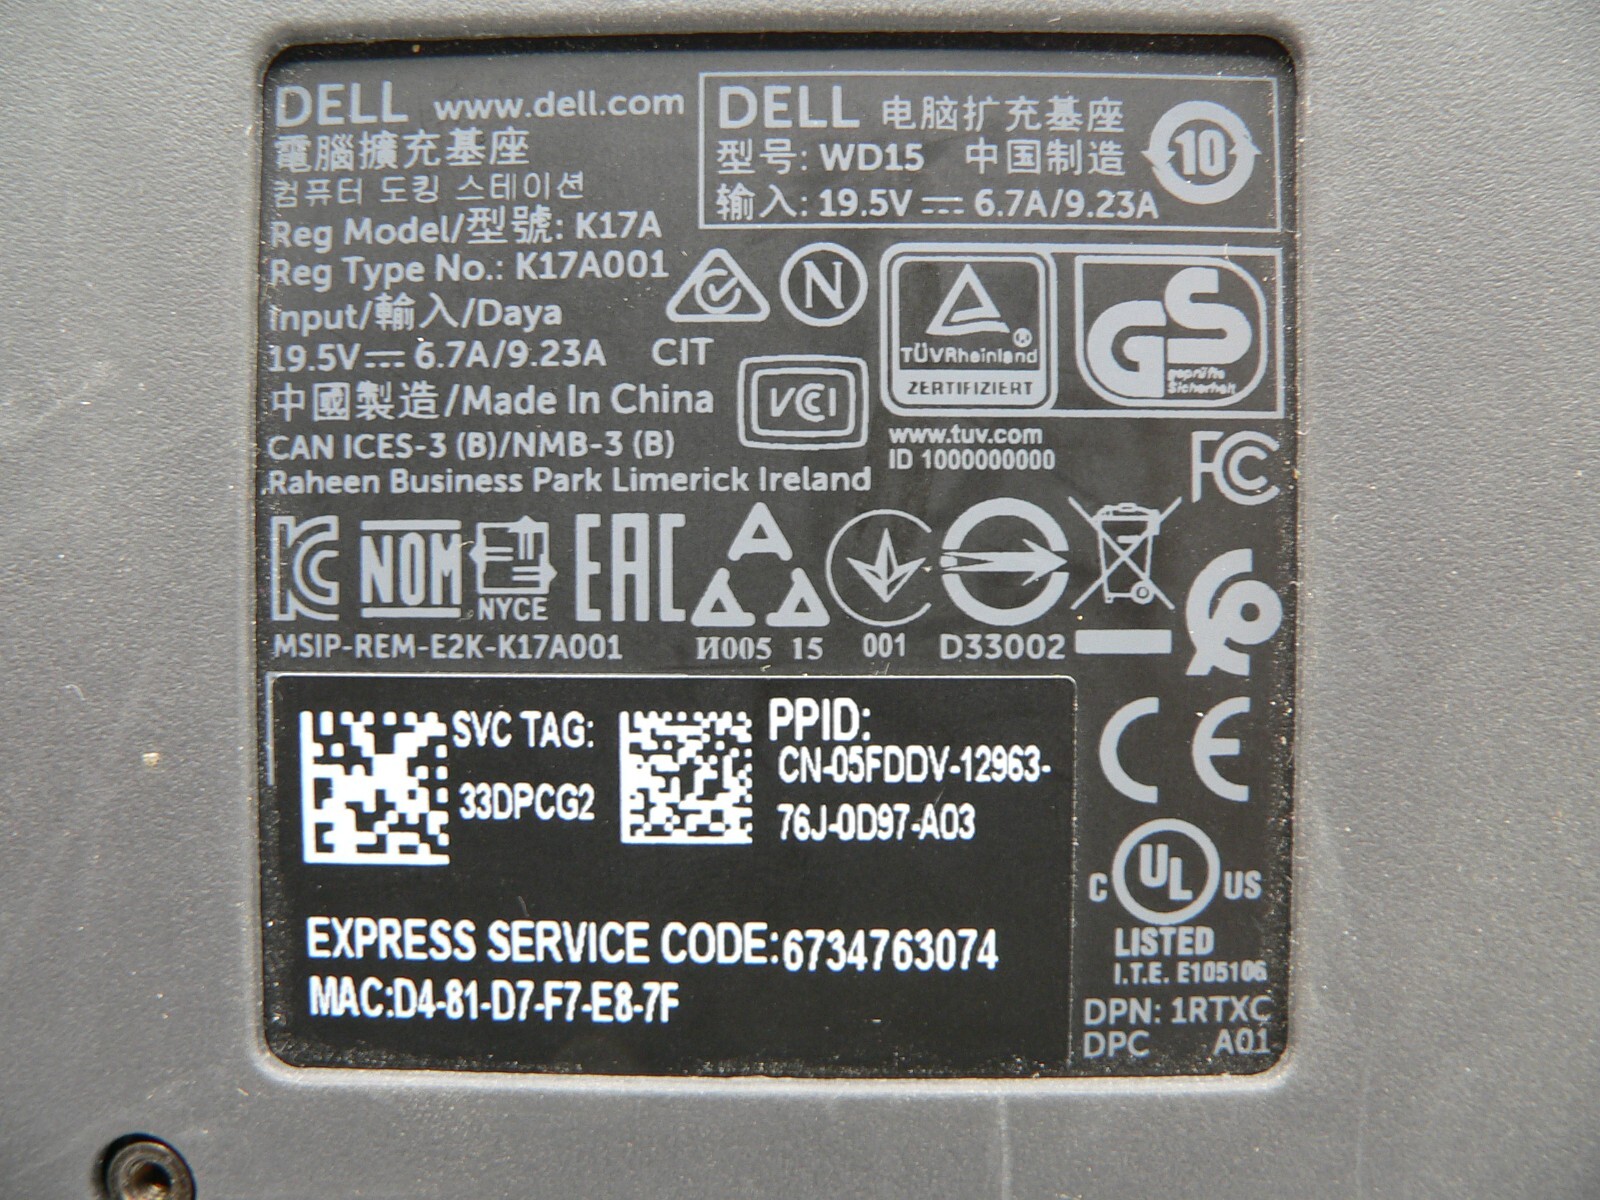 DELL www.dell.com
電腦擴充基座
컴퓨터 도킹 스테이션
Reg Model/型號: K17A
Reg Type No.: K17A001
Input/輸入/Daya
19.5V⎓ 6.7A/9.23A CIT
中國製造/Made In China
CAN ICES-3 (B)/NMB-3 (B)
Raheen Business Park Limerick Ireland
DELL 电脑扩充基座
型号: WD15 中国制造
输入: 19.5V⎓ 6.7A/9.23A
10
N
VCI
TÜVRheinland®
ZERTIFIZIERT
GS
geprüfte
Sicherheit
www.tuv.com
ID 1000000000
FC
KC NOM NYCE EAC
MSIP-REM-E2K-K17A001 И005 15 001 D33002
SVC TAG:
33DPCG2
PPID:
CN-05FDDV-12963-
76J-0D97-A03
EXPRESS SERVICE CODE:6734763074
MAC:D4-81-D7-F7-E8-7F
CE
C UL US
LISTED
I.T.E. E105106
DPN: 1RTXC
DPC A01